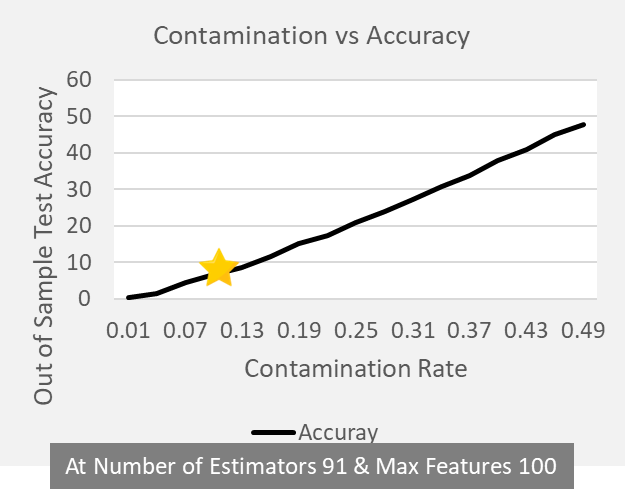 Contamination vs Accuracy
60
50
40
30
20
10
0
Out of Sample Test Accuracy
0.01 0.07 0.13 0.19 0.25 0.31 0.37 0.43 0.49
Contamination Rate
Accuray
At Number of Estimators 91 & Max Features 100